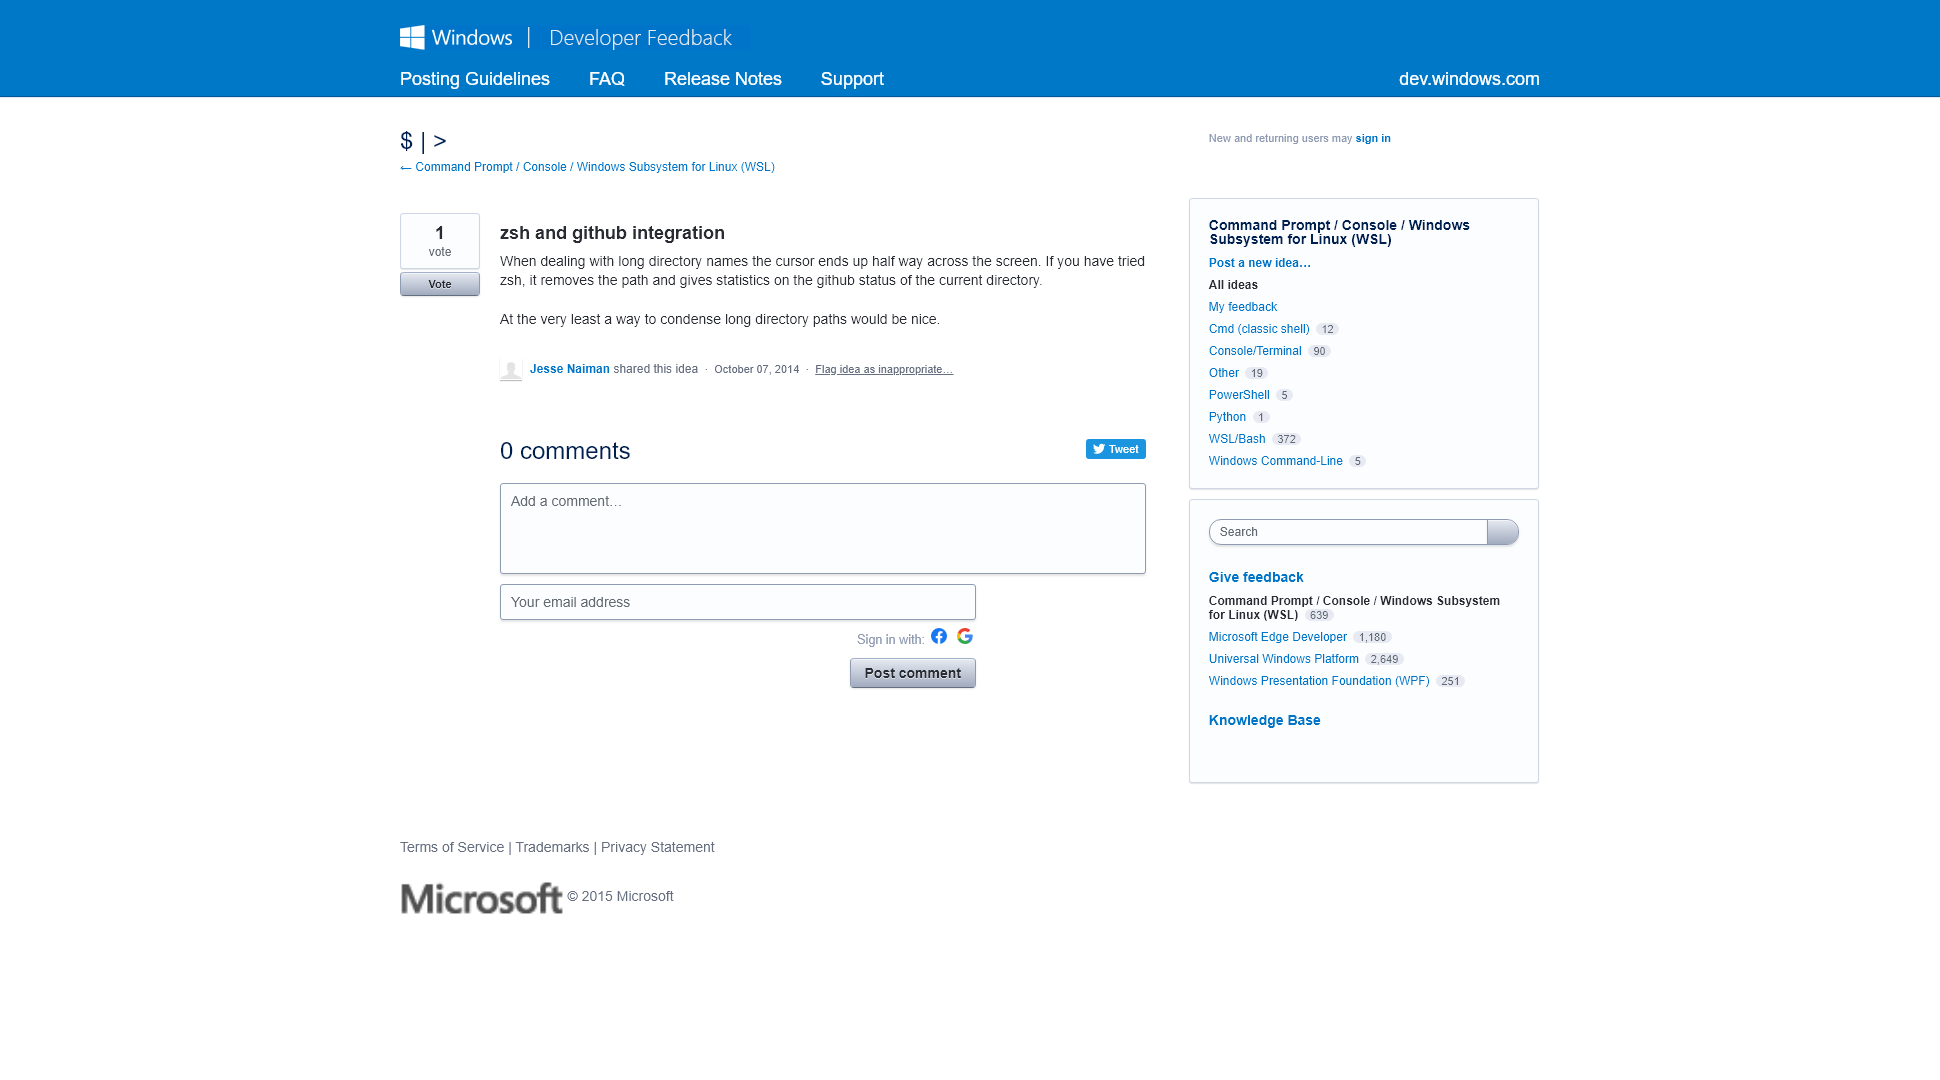 Windows | Developer Feedback
Posting Guidelines FAQ Release Notes Support dev.windows.com
$ | >
← Command Prompt / Console / Windows Subsystem for Linux (WSL)
New and returning users may sign in
1
vote
Vote
zsh and github integration
When dealing with long directory names the cursor ends up half way across the screen. If you have tried
zsh, it removes the path and gives statistics on the github status of the current directory.
At the very least a way to condense long directory paths would be nice.
Jesse Naiman shared this idea · October 07, 2014 · Flag idea as inappropriate…
0 comments
Tweet
Add a comment…
Your email address
Sign in with:
Post comment
Command Prompt / Console / Windows
Subsystem for Linux (WSL)
Post a new idea…
All ideas
My feedback
Cmd (classic shell) 12
Console/Terminal 90
Other 19
PowerShell 5
Python 1
WSL/Bash 372
Windows Command-Line 5
Search
Give feedback
Command Prompt / Console / Windows Subsystem
for Linux (WSL) 639
Microsoft Edge Developer 1,180
Universal Windows Platform 2,649
Windows Presentation Foundation (WPF) 251
Knowledge Base
Terms of Service | Trademarks | Privacy Statement
Microsoft © 2015 Microsoft